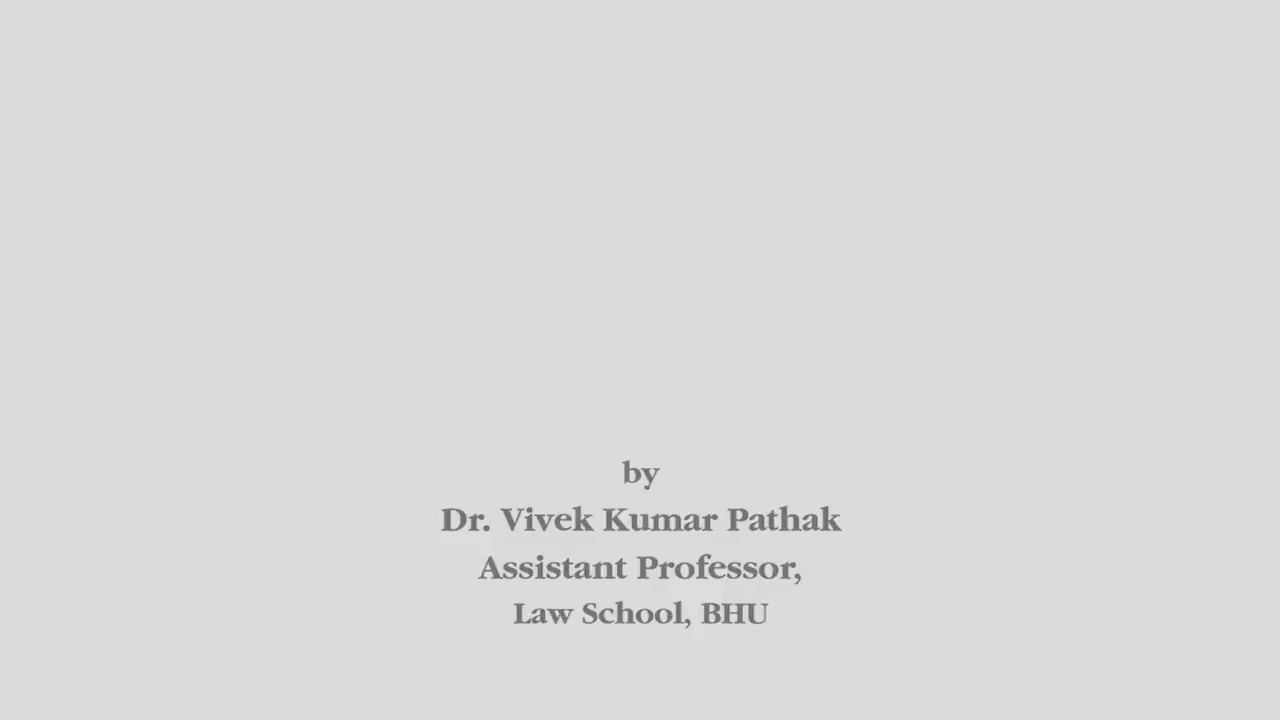 by
Dr. Vivek Kumar Pathak
Assistant Professor,
Law School, BHU